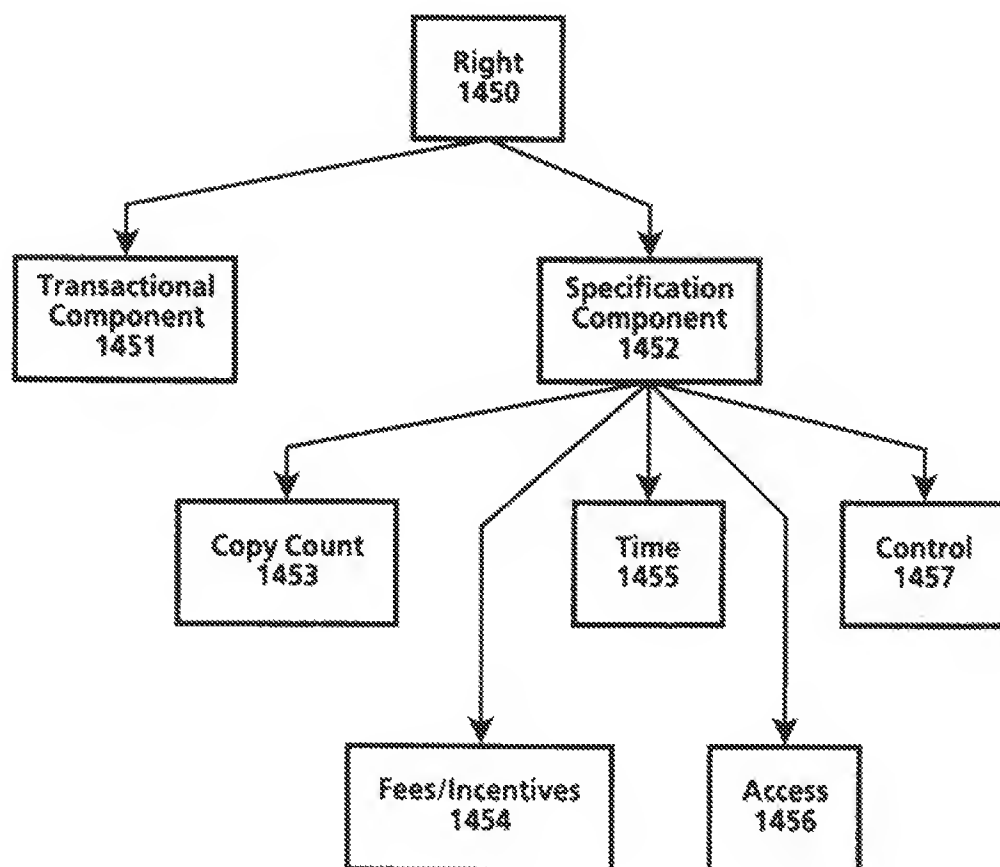 Right
1450
Transactional
Component
1451
Specification
Component
1452
Copy Count
1453
Time
1455
Control
1457
Fees/Incentives
1454
Access
1456